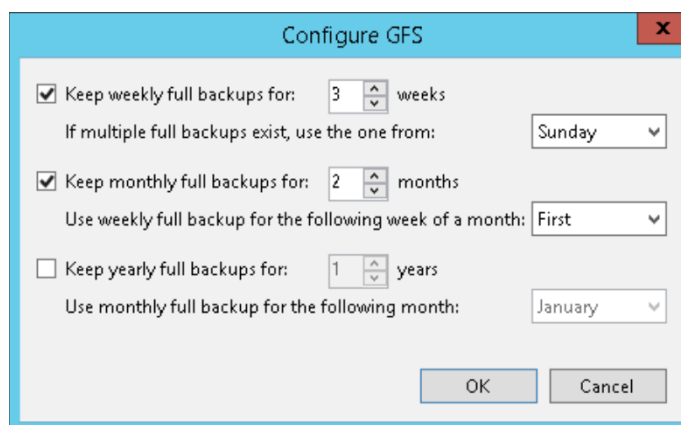 Configure GFS
x
Keep weekly full backups for: 3 weeks
If multiple full backups exist, use the one from: Sunday
Keep monthly full backups for: 2 months
Use weekly full backup for the following week of a month: First
Keep yearly full backups for: 1 years
Use monthly full backup for the following month: January
OK Cancel